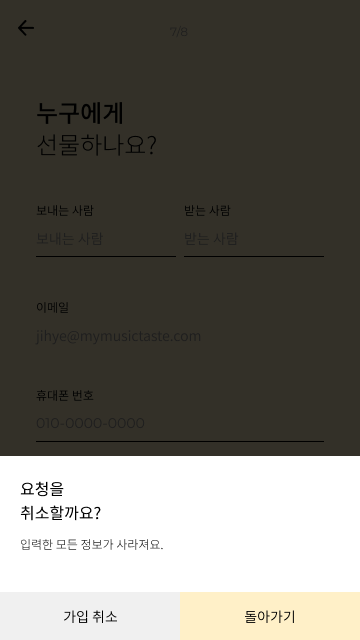 7/8
누구에게
선물하나요?
보내는 사람 받는 사람
보내는 사람 받는 사람
이메일
jihye@mymusictaste.com
휴대폰 번호
010-0000-0000
요청을
취소할까요?
입력한 모든 정보가 사라져요.
가입 취소 돌아가기